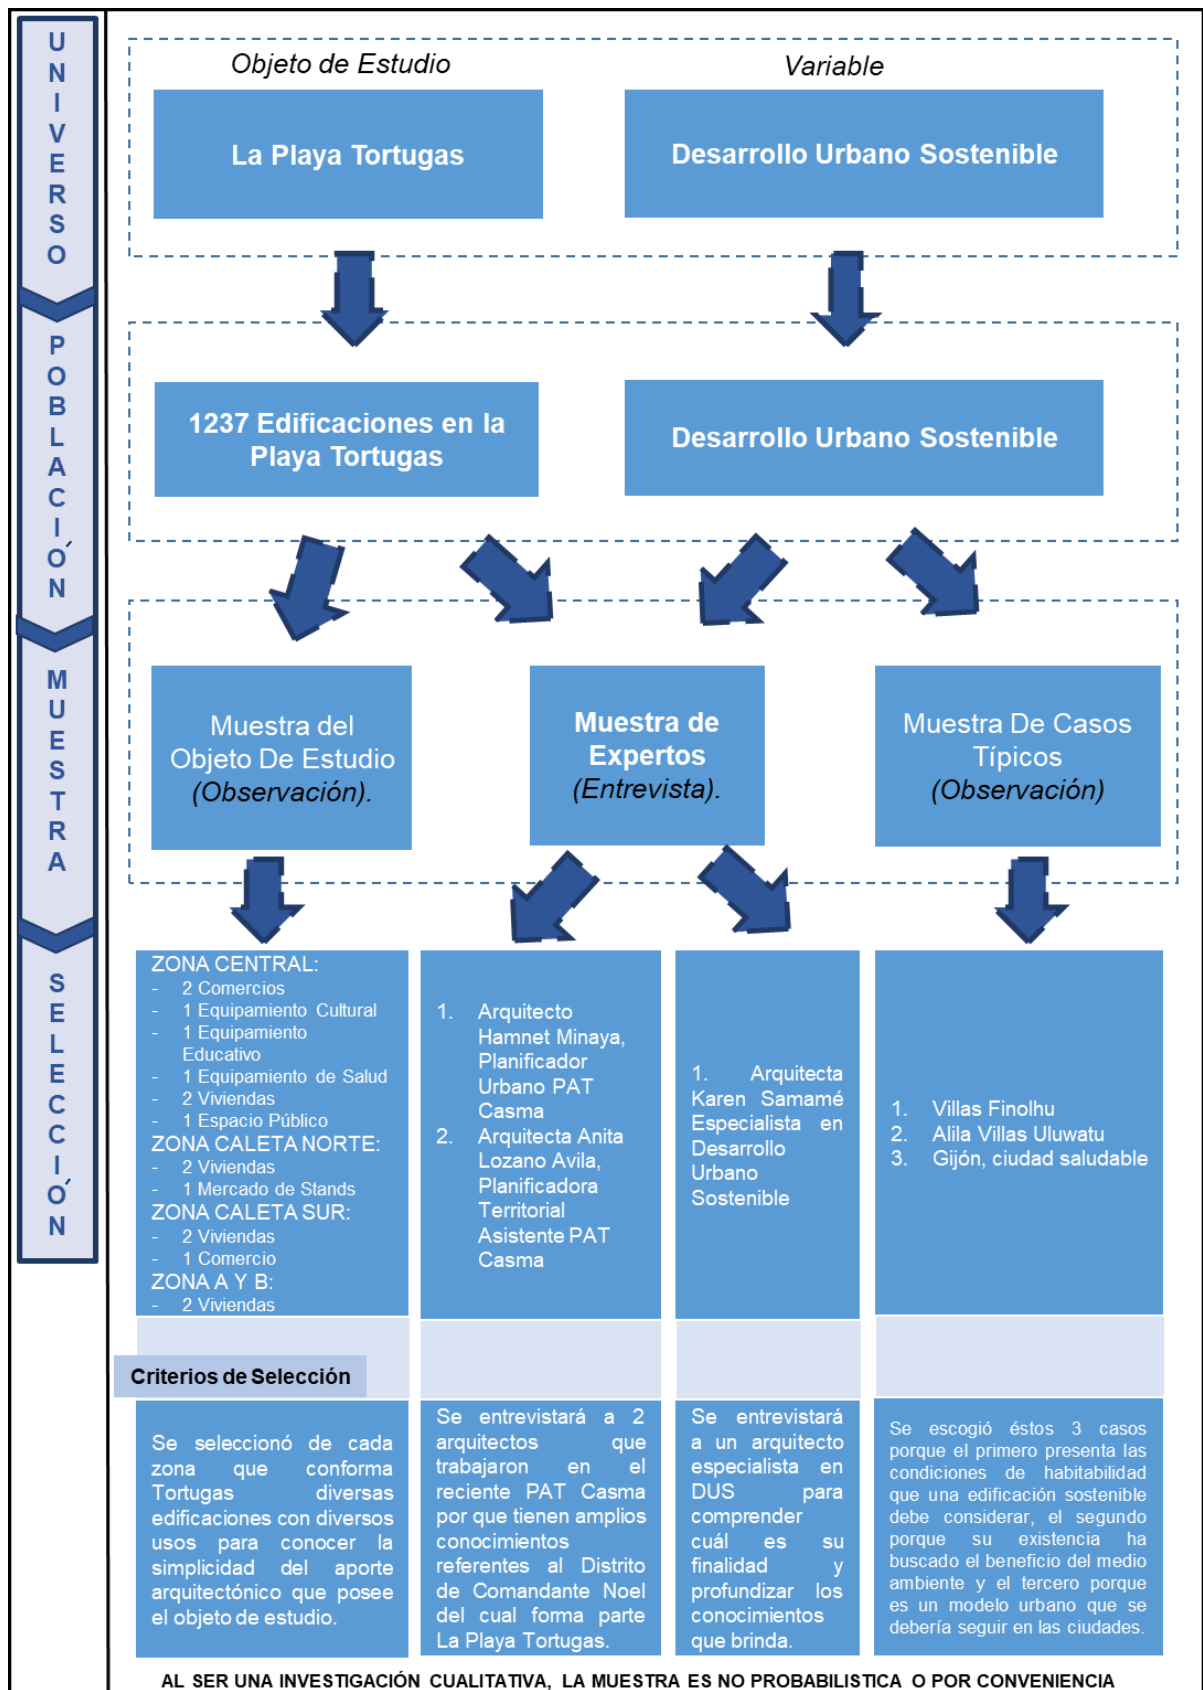 UNIVERSO
Objeto de Estudio
Variable
La Playa Tortugas
Desarrollo Urbano Sostenible
POBLACIÓN
1237 Edificaciones en la
Playa Tortugas
Desarrollo Urbano Sostenible
MUESTRA
Muestra del
Objeto De Estudio
(Observación).
Muestra de
Expertos
(Entrevista).
Muestra De Casos
Típicos
(Observación)
SELECCIÓN
ZONA CENTRAL:
- 2 Comercios
- 1 Equipamiento Cultural
- 1 Equipamiento
Educativo
- 1 Equipamiento de Salud
- 2 Viviendas
- 1 Espacio Público
ZONA CALETA NORTE:
- 2 Viviendas
- 1 Mercado de Stands
ZONA CALETA SUR:
- 2 Viviendas
- 1 Comercio
ZONA A Y B:
- 2 Viviendas
1. Arquitecto
Hamnet Minaya,
Planificador
Urbano PAT
Casma
2. Arquitecta Anita
Lozano Avila,
Planificadora
Territorial
Asistente PAT
Casma
1. Arquitecta
Karen Samamé
Especialista en
Desarrollo
Urbano
Sostenible
1. Villas Finolhu
2. Alila Villas Uluwatu
3. Gijón, ciudad saludable
Criterios de Selección
Se seleccionó de cada
zona que conforma
Tortugas diversas
edificaciones con diversos
usos para conocer la
simplicidad del aporte
arquitectónico que posee
el objeto de estudio.
Se entrevistará a 2
arquitectos que
trabajaron en el
reciente PAT Casma
por que tienen amplios
conocimientos
referentes al Distrito
de Comandante Noel
del cual forma parte
La Playa Tortugas.
Se entrevistará
a un arquitecto
especialista en
DUS para
comprender
cuál es su
finalidad y
profundizar los
conocimientos
que brinda.
Se escogió éstos 3 casos
porque el primero presenta las
condiciones de habitabilidad
que una edificación sostenible
debe considerar, el segundo
porque su existencia ha
buscado el beneficio del medio
ambiente y el tercero porque
es un modelo urbano que se
debería seguir en las ciudades.
AL SER UNA INVESTIGACIÓN CUALITATIVA, LA MUESTRA ES NO PROBABILISTICA O POR CONVENIENCIA